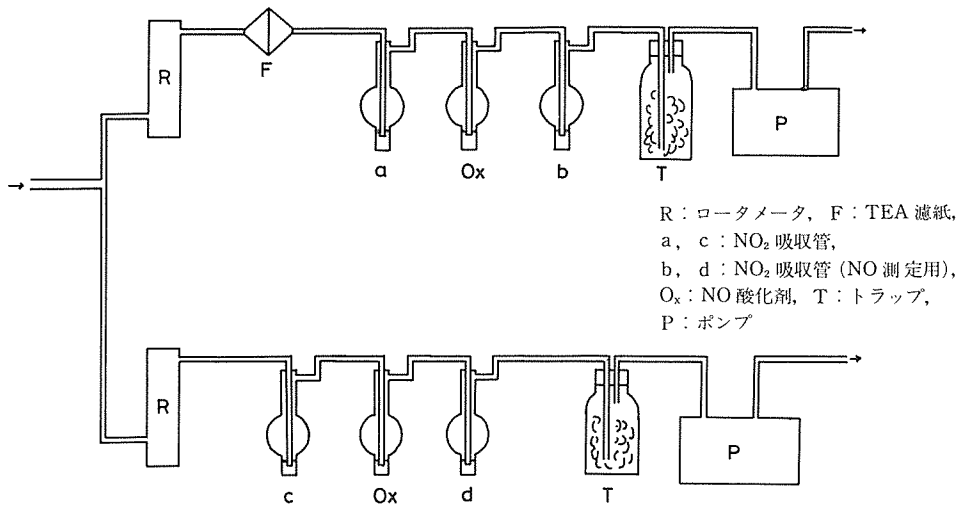 R
F
a
Ox
b
T
P
R：ロータメータ， F：TEA 濾紙，
a， c：NO₂ 吸収管，
b， d：NO₂ 吸収管 (NO 測定用)，
Oₓ：NO 酸化剤， T：トラップ，
P：ポンプ
R
c
Ox
d
T
P